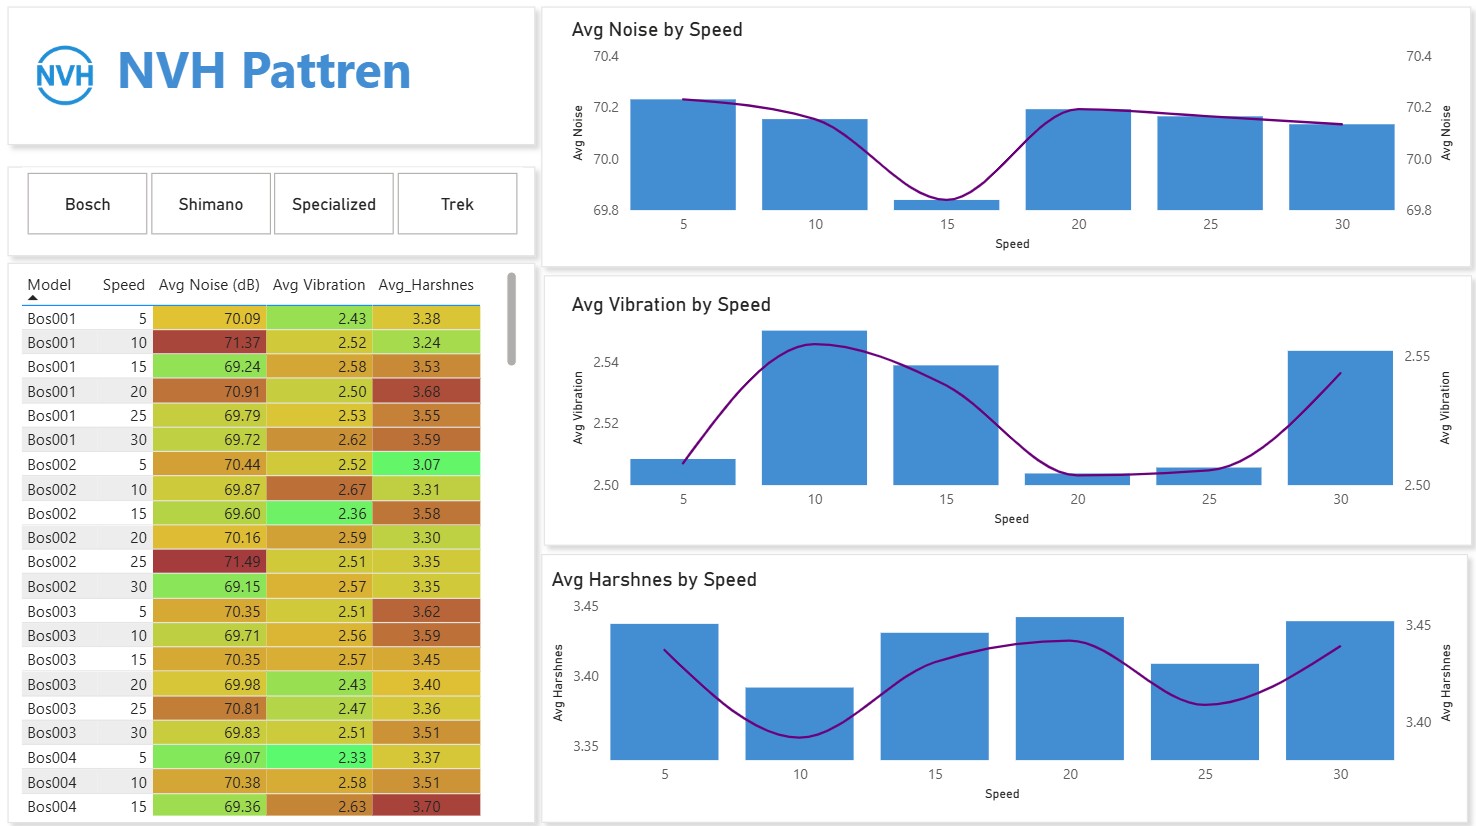 NVH
NVH Pattren
Bosch
Shimano
Specialized
Trek
Model Speed Avg Noise (dB) Avg Vibration Avg_Harshnes
Bos001 5 70.09 2.43 3.38
Bos001 10 71.37 2.52 3.24
Bos001 15 69.24 2.58 3.53
Bos001 20 70.91 2.50 3.68
Bos001 25 69.79 2.53 3.55
Bos001 30 69.72 2.62 3.59
Bos002 5 70.44 2.52 3.07
Bos002 10 69.87 2.67 3.31
Bos002 15 69.60 2.36 3.58
Bos002 20 70.16 2.59 3.30
Bos002 25 71.49 2.51 3.35
Bos002 30 69.15 2.57 3.35
Bos003 5 70.35 2.51 3.62
Bos003 10 69.71 2.56 3.59
Bos003 15 70.35 2.57 3.45
Bos003 20 69.98 2.43 3.40
Bos003 25 70.81 2.47 3.36
Bos003 30 69.83 2.51 3.51
Bos004 5 69.07 2.33 3.37
Bos004 10 70.38 2.58 3.51
Bos004 15 69.36 2.63 3.70
Avg Noise by Speed
Avg Noise
70.4 70.4
70.2 70.2
70.0 70.0
69.8 69.8
Avg Noise
5 10 15 20 25 30
Speed
Avg Vibration by Speed
Avg Vibration
2.54 2.55
2.52
2.50 2.50
Avg Vibration
5 10 15 20 25 30
Speed
Avg Harshnes by Speed
Avg Harshnes
3.45 3.45
3.40 3.40
3.35
Avg Harshnes
5 10 15 20 25 30
Speed